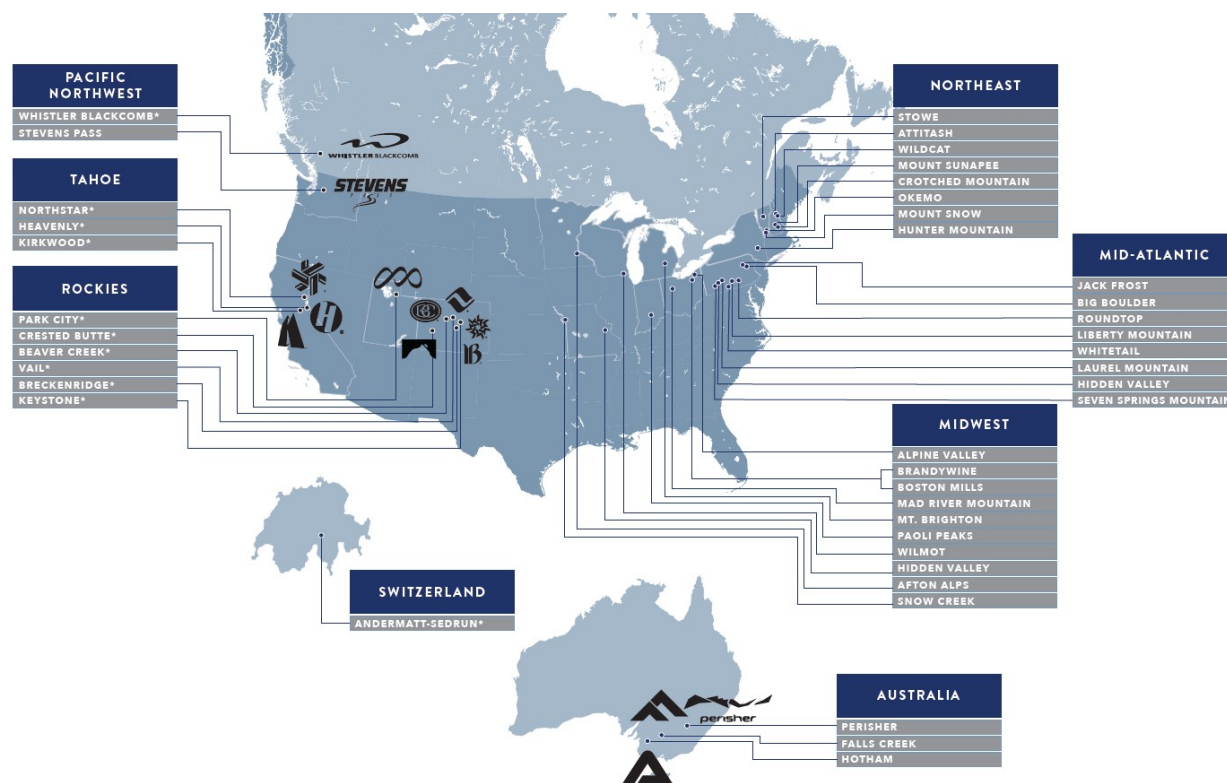 PACIFIC
NORTHWEST
WHISTLER BLACKCOMB*
STEVENS PASS
TAHOE
NORTHSTAR*
HEAVENLY*
KIRKWOOD*
ROCKIES
PARK CITY*
CRESTED BUTTE*
BEAVER CREEK*
VAIL*
BRECKENRIDGE*
KEYSTONE*
WHISTLER BLACKCOMB
STEVENS
H
B
NORTHEAST
STOWE
ATTITASH
WILDCAT
MOUNT SUNAPEE
CROTCHED MOUNTAIN
OKEMO
MOUNT SNOW
HUNTER MOUNTAIN
MID-ATLANTIC
JACK FROST
BIG BOULDER
ROUNDTOP
LIBERTY MOUNTAIN
WHITETAIL
LAUREL MOUNTAIN
HIDDEN VALLEY
SEVEN SPRINGS MOUNTAIN
MIDWEST
ALPINE VALLEY
BRANDYWINE
BOSTON MILLS
MAD RIVER MOUNTAIN
MT. BRIGHTON
PAOLI PEAKS
WILMOT
HIDDEN VALLEY
AFTON ALPS
SNOW CREEK
SWITZERLAND
ANDERMATT-SEDRUN*
perisher
AUSTRALIA
PERISHER
FALLS CREEK
HOTHAM